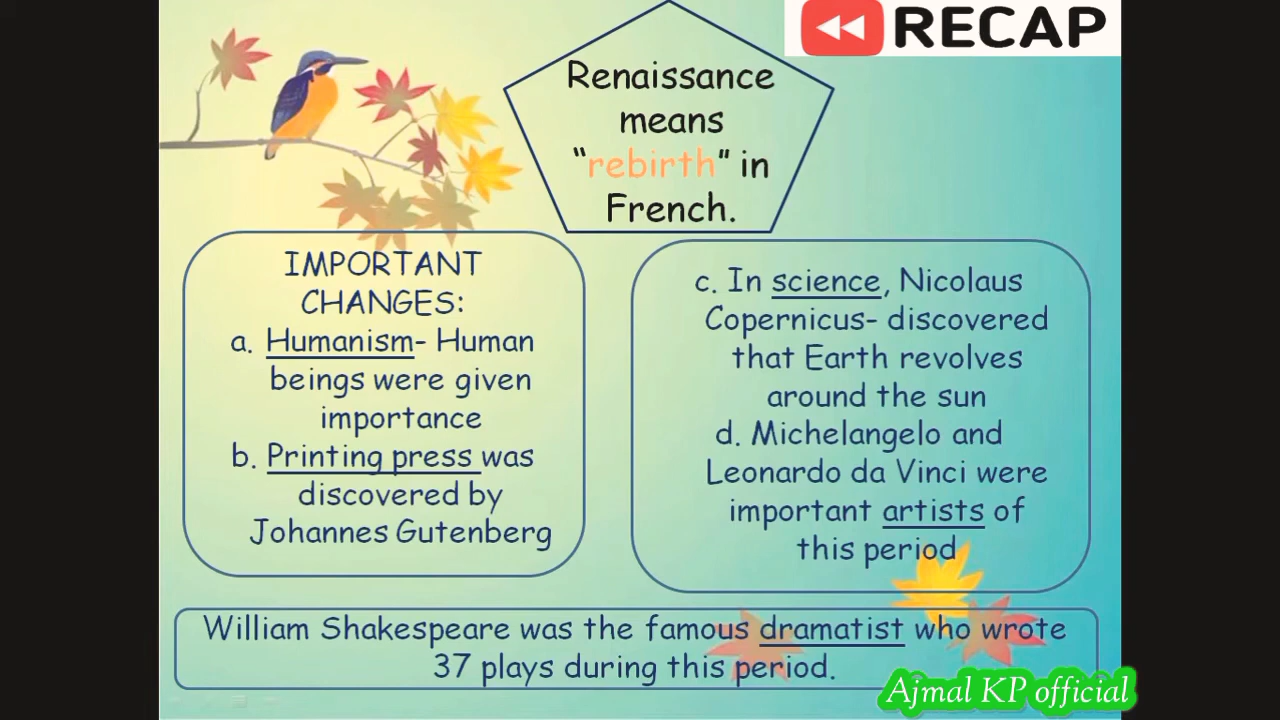 RECAP
Renaissance
means
“rebirth” in
French.
IMPORTANT
CHANGES:
a. Humanism- Human
beings were given
importance
b. Printing press was
discovered by
Johannes Gutenberg
c. In science, Nicolaus
Copernicus- discovered
that Earth revolves
around the sun
d. Michelangelo and
Leonardo da Vinci were
important artists of
this period
William Shakespeare was the famous dramatist who wrote
37 plays during this period.
Ajmal KP official